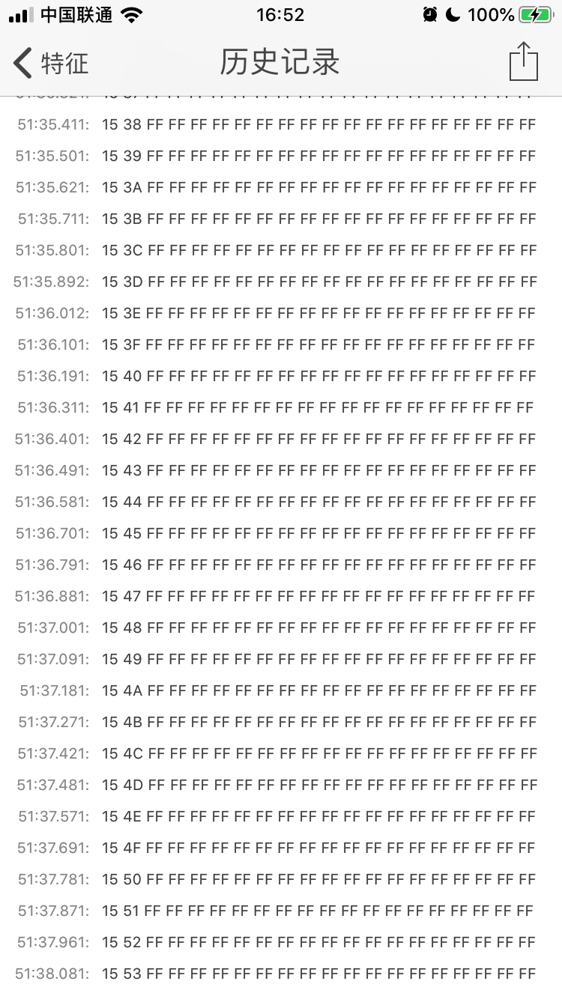 中国联通 16:52 100%
特征 历史记录
51:35.411: 15 38 FF FF FF FF FF FF FF FF FF FF FF FF FF FF FF FF FF FF
51:35.501: 15 39 FF FF FF FF FF FF FF FF FF FF FF FF FF FF FF FF FF FF
51:35.621: 15 3A FF FF FF FF FF FF FF FF FF FF FF FF FF FF FF FF FF FF
51:35.711: 15 3B FF FF FF FF FF FF FF FF FF FF FF FF FF FF FF FF FF FF
51:35.801: 15 3C FF FF FF FF FF FF FF FF FF FF FF FF FF FF FF FF FF FF
51:35.892: 15 3D FF FF FF FF FF FF FF FF FF FF FF FF FF FF FF FF FF FF
51:36.012: 15 3E FF FF FF FF FF FF FF FF FF FF FF FF FF FF FF FF FF FF
51:36.101: 15 3F FF FF FF FF FF FF FF FF FF FF FF FF FF FF FF FF FF FF
51:36.191: 15 40 FF FF FF FF FF FF FF FF FF FF FF FF FF FF FF FF FF FF
51:36.311: 15 41 FF FF FF FF FF FF FF FF FF FF FF FF FF FF FF FF FF FF
51:36.401: 15 42 FF FF FF FF FF FF FF FF FF FF FF FF FF FF FF FF FF FF
51:36.491: 15 43 FF FF FF FF FF FF FF FF FF FF FF FF FF FF FF FF FF FF
51:36.581: 15 44 FF FF FF FF FF FF FF FF FF FF FF FF FF FF FF FF FF FF
51:36.701: 15 45 FF FF FF FF FF FF FF FF FF FF FF FF FF FF FF FF FF FF
51:36.791: 15 46 FF FF FF FF FF FF FF FF FF FF FF FF FF FF FF FF FF FF
51:36.881: 15 47 FF FF FF FF FF FF FF FF FF FF FF FF FF FF FF FF FF FF
51:37.001: 15 48 FF FF FF FF FF FF FF FF FF FF FF FF FF FF FF FF FF FF
51:37.091: 15 49 FF FF FF FF FF FF FF FF FF FF FF FF FF FF FF FF FF FF
51:37.181: 15 4A FF FF FF FF FF FF FF FF FF FF FF FF FF FF FF FF FF FF
51:37.271: 15 4B FF FF FF FF FF FF FF FF FF FF FF FF FF FF FF FF FF FF
51:37.421: 15 4C FF FF FF FF FF FF FF FF FF FF FF FF FF FF FF FF FF FF
51:37.481: 15 4D FF FF FF FF FF FF FF FF FF FF FF FF FF FF FF FF FF FF
51:37.571: 15 4E FF FF FF FF FF FF FF FF FF FF FF FF FF FF FF FF FF FF
51:37.691: 15 4F FF FF FF FF FF FF FF FF FF FF FF FF FF FF FF FF FF FF
51:37.781: 15 50 FF FF FF FF FF FF FF FF FF FF FF FF FF FF FF FF FF FF
51:37.871: 15 51 FF FF FF FF FF FF FF FF FF FF FF FF FF FF FF FF FF FF
51:37.961: 15 52 FF FF FF FF FF FF FF FF FF FF FF FF FF FF FF FF FF FF
51:38.081: 15 53 FF FF FF FF FF FF FF FF FF FF FF FF FF FF FF FF FF FF